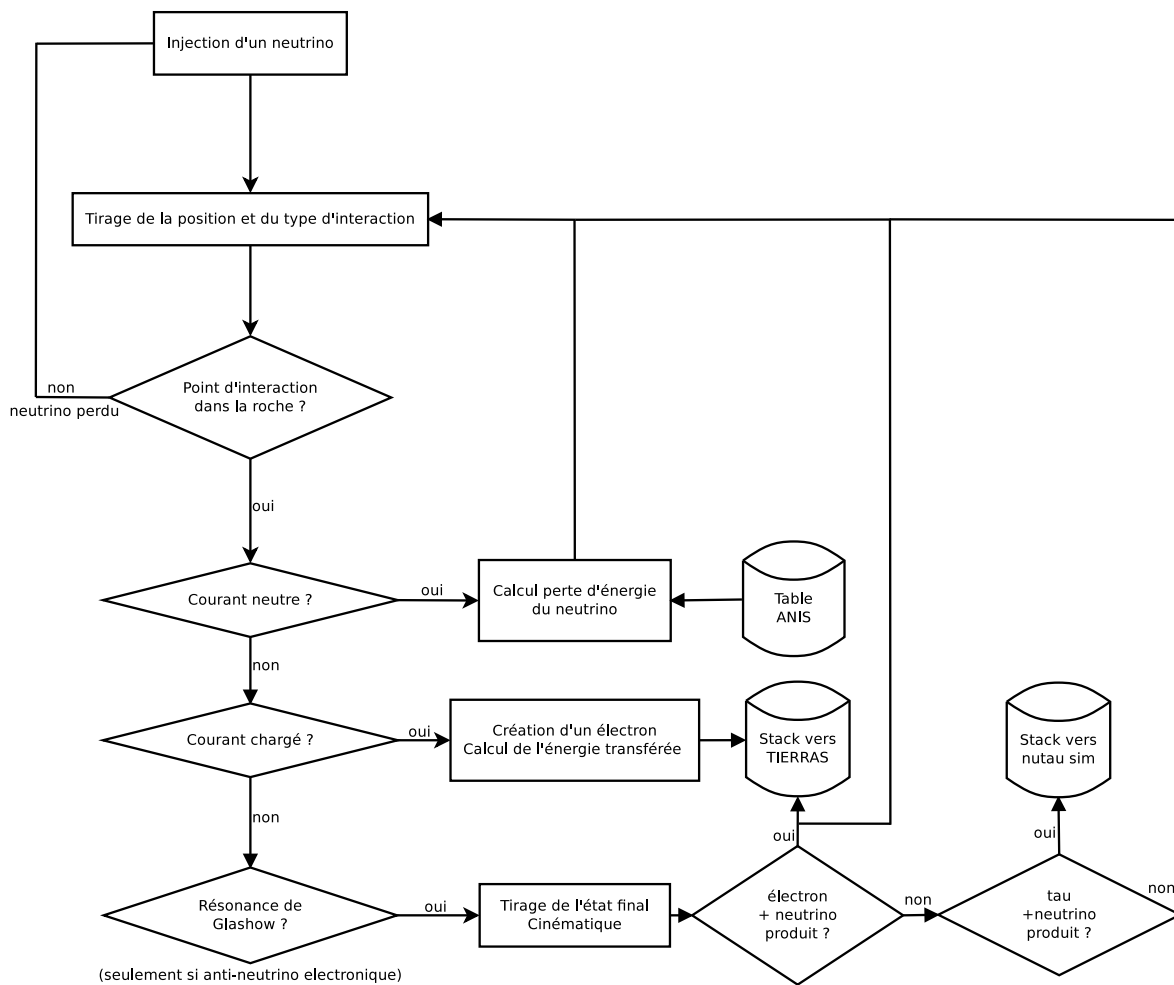 Injection d'un neutrino
Tirage de la position et du type d'interaction
Point d'interaction
dans la roche ?
non
neutrino perdu
oui
Courant neutre ?
oui
Calcul perte d'énergie
du neutrino
Table
ANIS
non
Courant chargé ?
oui
Création d'un électron
Calcul de l'énergie transférée
Stack vers
TIERRAS
Stack vers
nutau sim
non
oui
oui
Résonance de
Glashow ?
oui
Tirage de l'état final
Cinématique
électron
+ neutrino
produit ?
non
tau
+neutrino
produit ?
non
(seulement si anti-neutrino electronique)